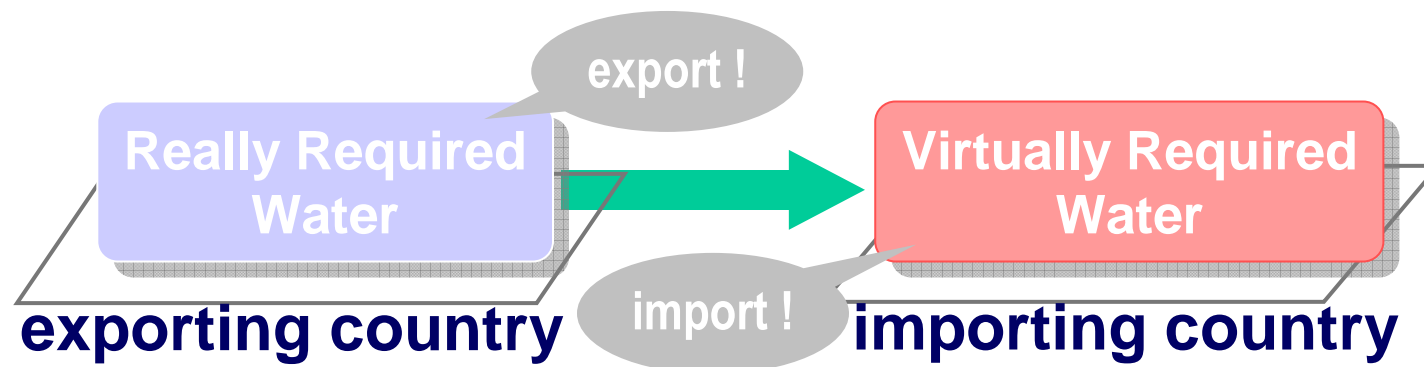 export !
Really Required
Water
Virtually Required
Water
import !
exporting country
importing country